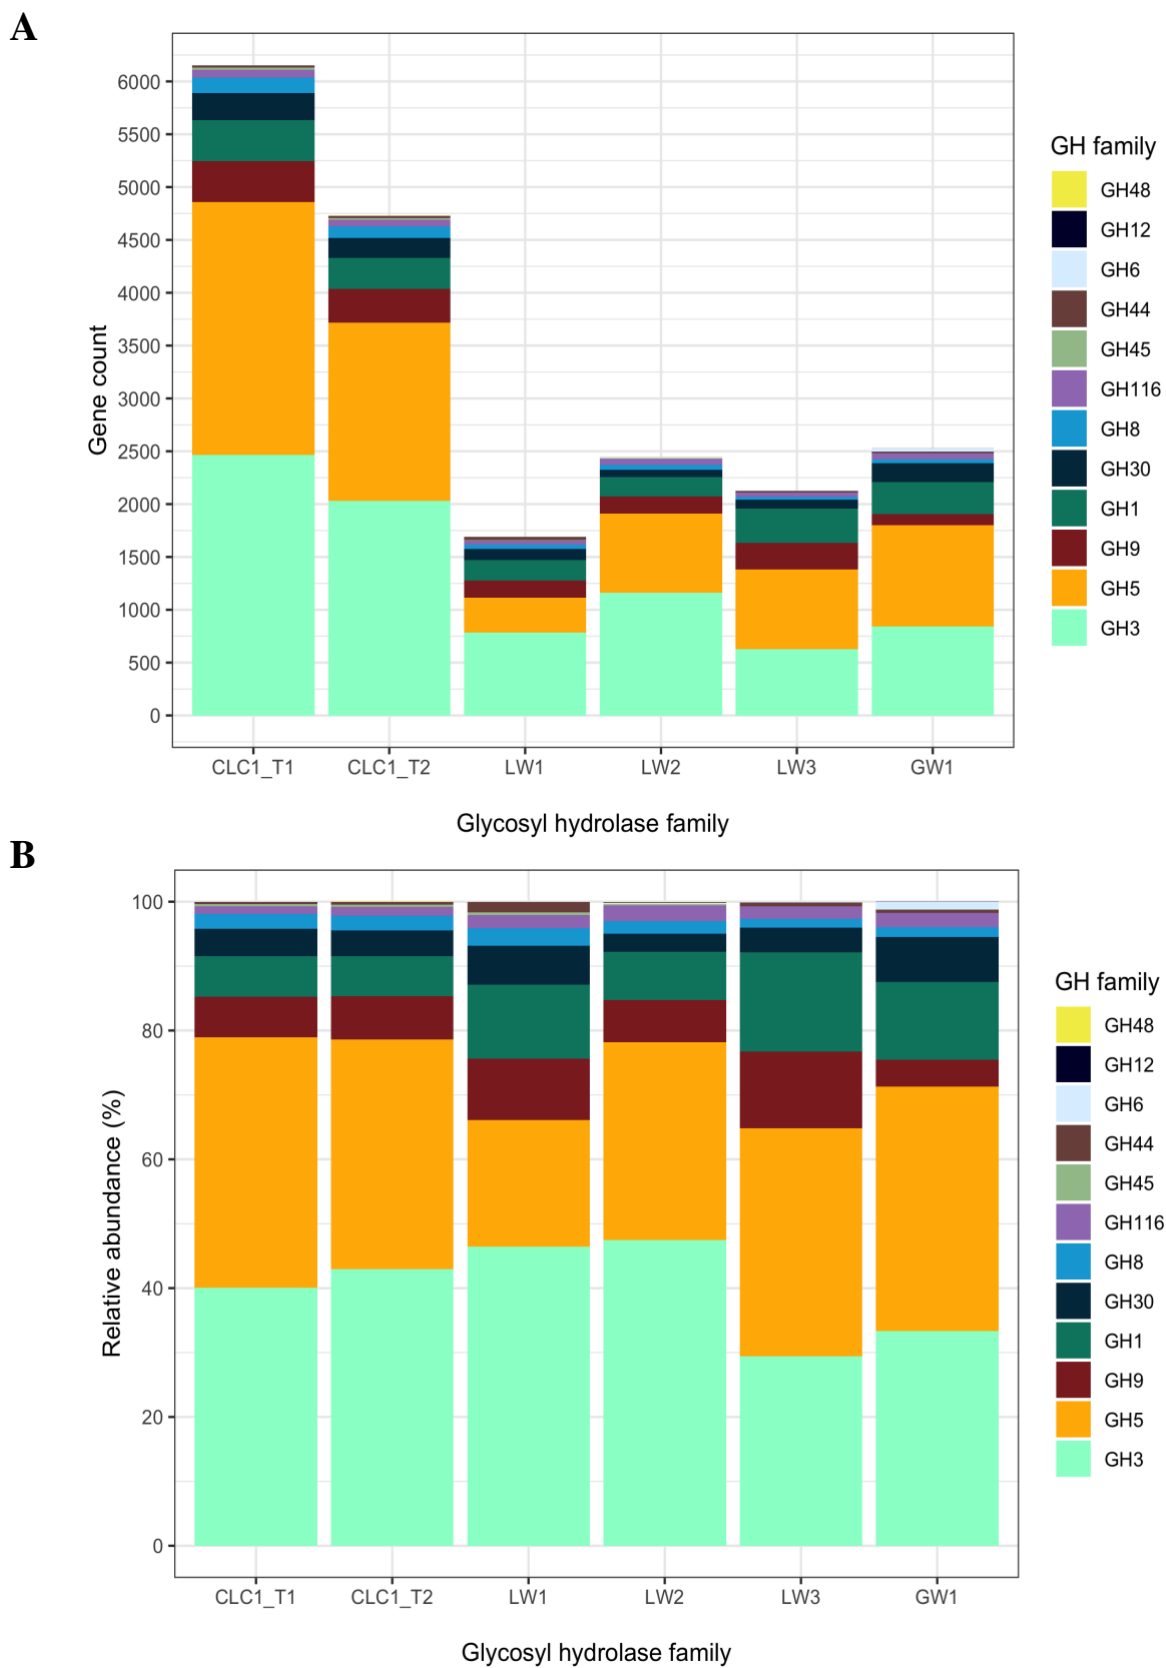 A
6000
5500
5000
4500
4000
3500
3000
2500
2000
1500
1000
500
0
Gene count
CLC1_T1 CLC1_T2 LW1 LW2 LW3 GW1
Glycosyl hydrolase family
GH family
GH48
GH12
GH6
GH44
GH45
GH116
GH8
GH30
GH1
GH9
GH5
GH3
B
100
80
60
40
20
0
Relative abundance (%)
CLC1_T1 CLC1_T2 LW1 LW2 LW3 GW1
Glycosyl hydrolase family
GH family
GH48
GH12
GH6
GH44
GH45
GH116
GH8
GH30
GH1
GH9
GH5
GH3